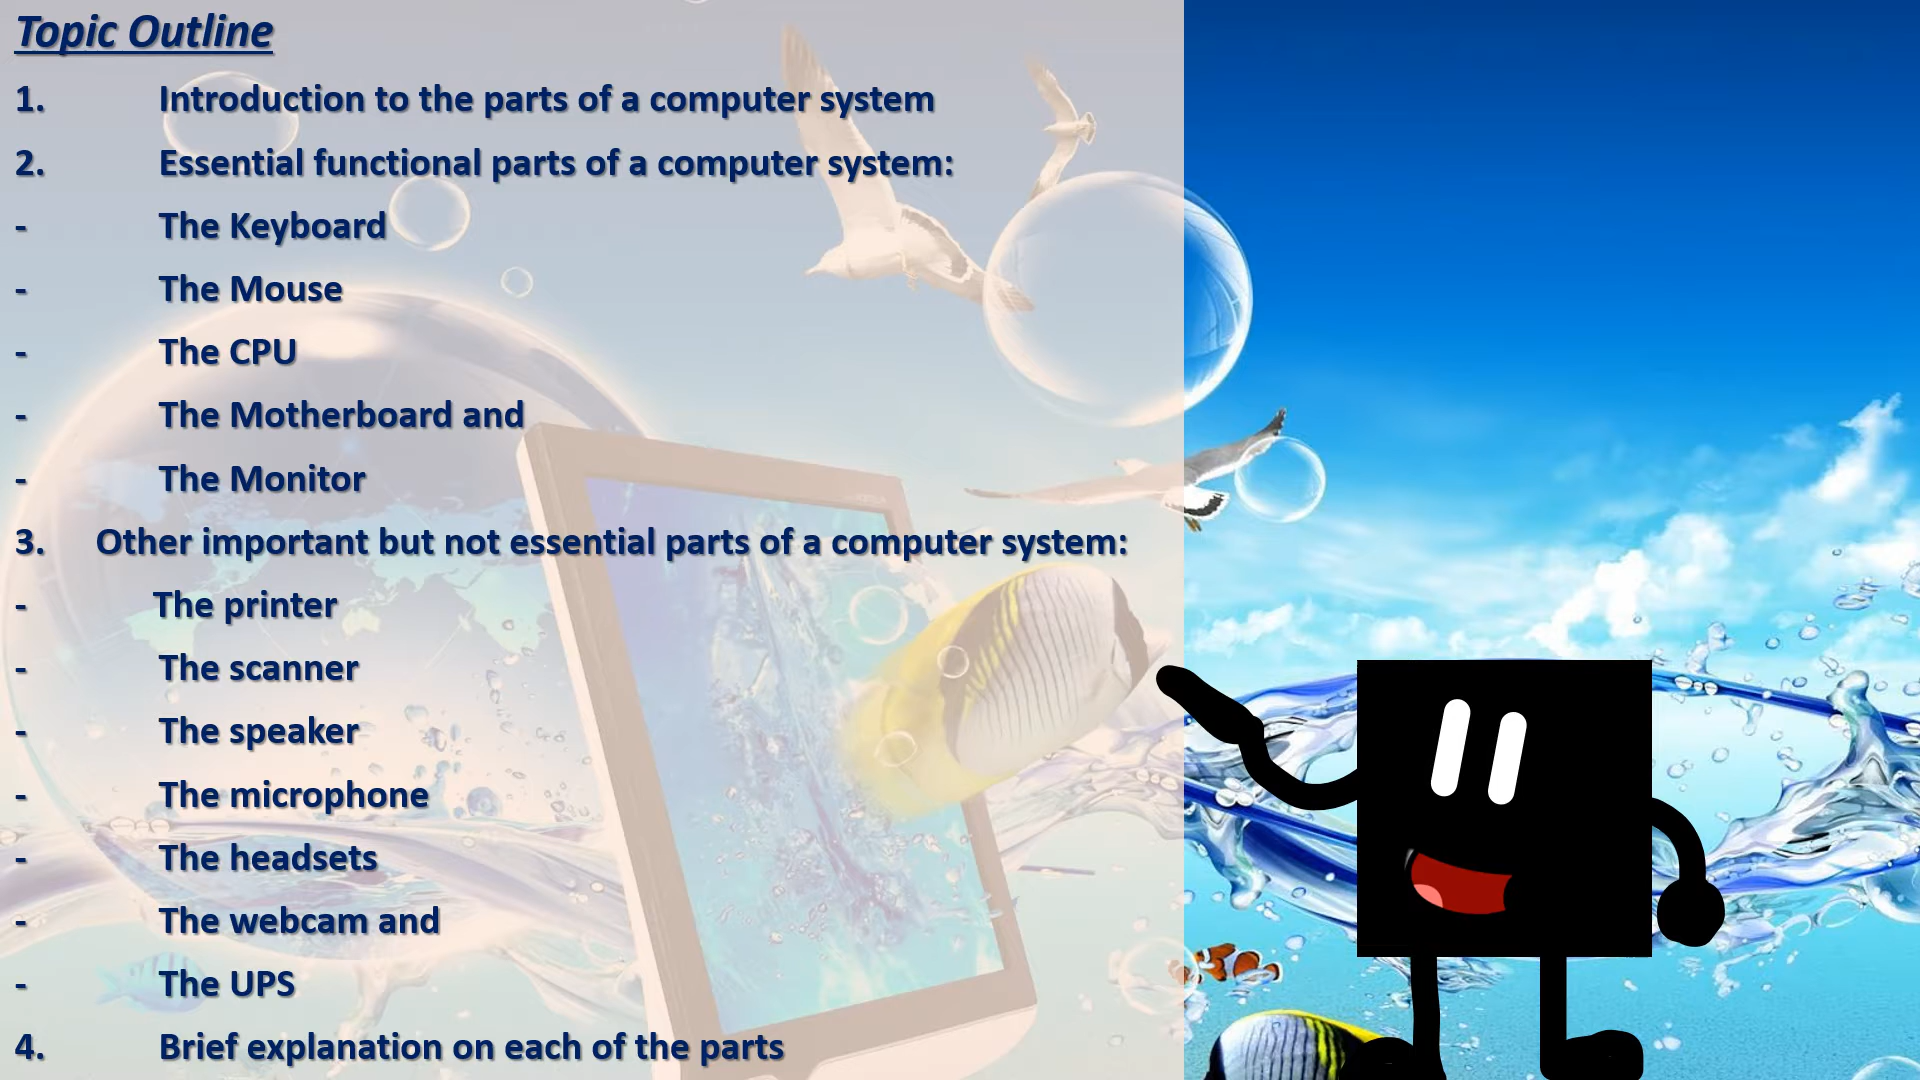 Topic Outline
1. Introduction to the parts of a computer system
2. Essential functional parts of a computer system:
- The Keyboard
- The Mouse
- The CPU
- The Motherboard and
- The Monitor
3. Other important but not essential parts of a computer system:
- The printer
- The scanner
- The speaker
- The microphone
- The headsets
- The webcam and
- The UPS
4. Brief explanation on each of the parts